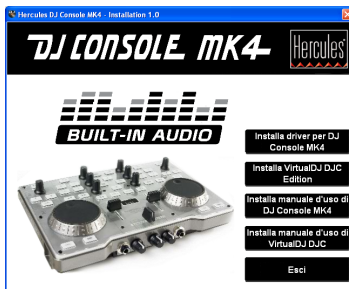 Hercules DJ Console MK4 - Installation 1.0
DJ CONSOLE MK4
Hercules
BUILT-IN AUDIO
Installa driver per DJ
Console MK4
Installa VirtualDJ DJC
Edition
Installa manuale d'uso di
DJ Console MK4
Installa manuale d'uso di
VirtualDJ DJC
Esci